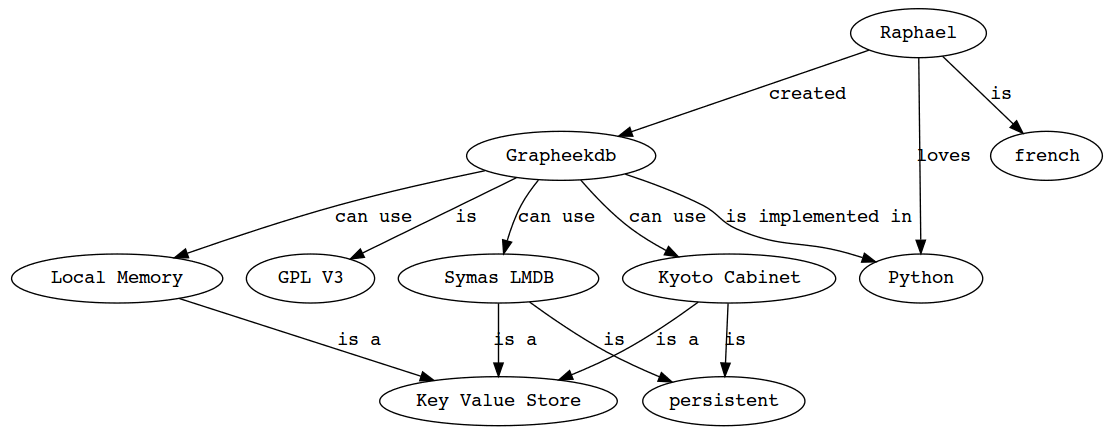 Raphael
created
is
Grapheekdb
loves
french
can use
is
can use
can use
is implemented in
Local Memory
GPL V3
Symas LMDB
Kyoto Cabinet
Python
is a
is a
is
is a
is
Key Value Store
persistent